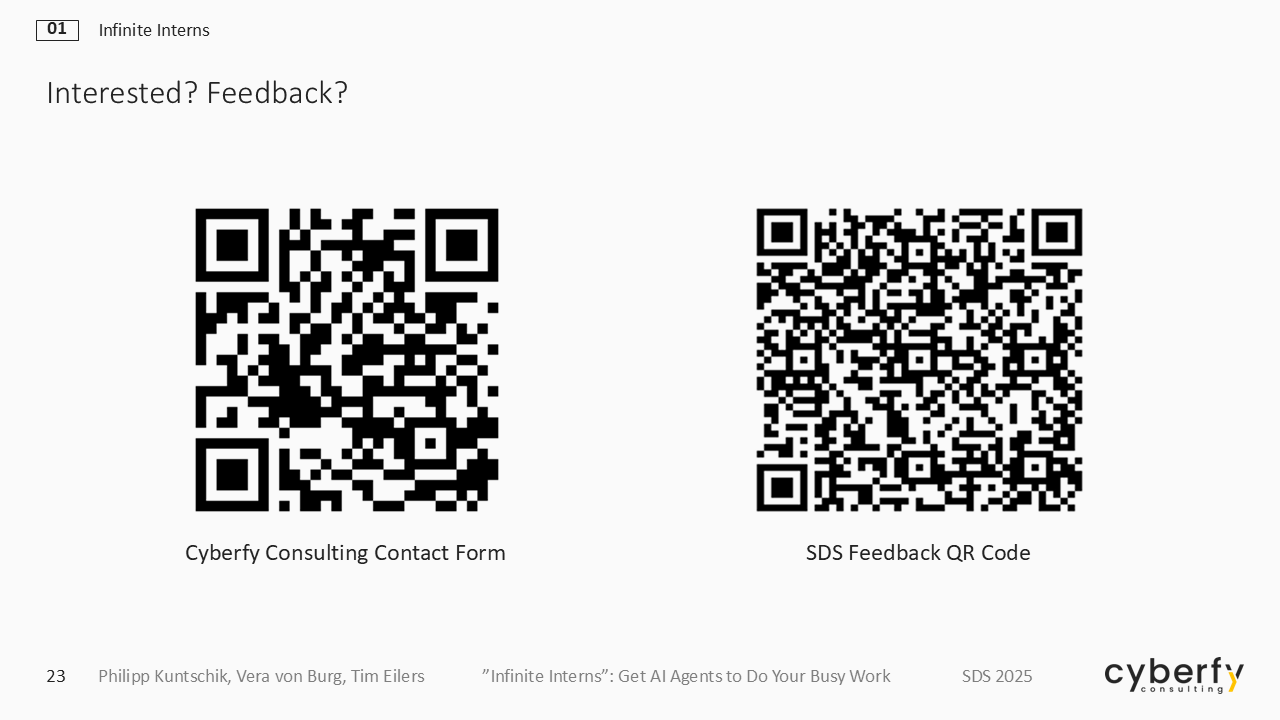 01 Infinite Interns
Interested? Feedback?
Cyberfy Consulting Contact Form
SDS Feedback QR Code
23 Philipp Kuntschik, Vera von Burg, Tim Eilers ”Infinite Interns”: Get AI Agents to Do Your Busy Work SDS 2025
cyberfy
consulting